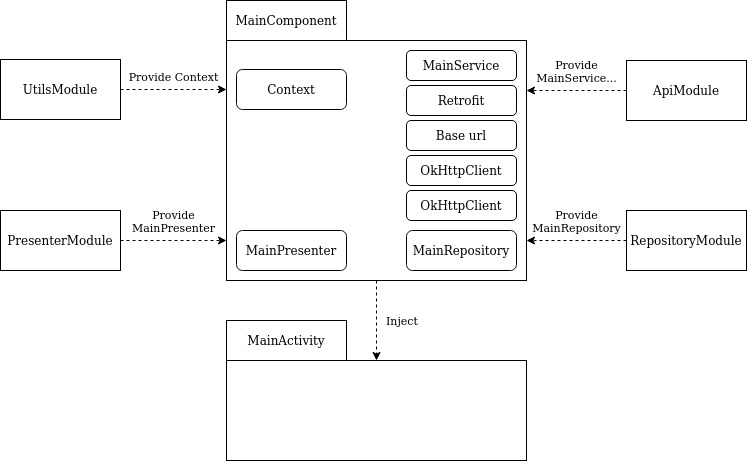 MainComponent
UtilsModule
Provide Context
Context
MainService
Retrofit
Base url
OkHttpClient
OkHttpClient
Provide
MainService...
ApiModule
PresenterModule
Provide
MainPresenter
MainPresenter
MainRepository
Provide
MainRepository
RepositoryModule
Inject
MainActivity